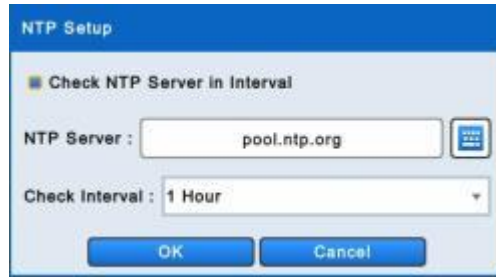 NTP Setup
Check NTP Server in Interval
NTP Server : pool.ntp.org
Check Interval : 1 Hour
OK Cancel